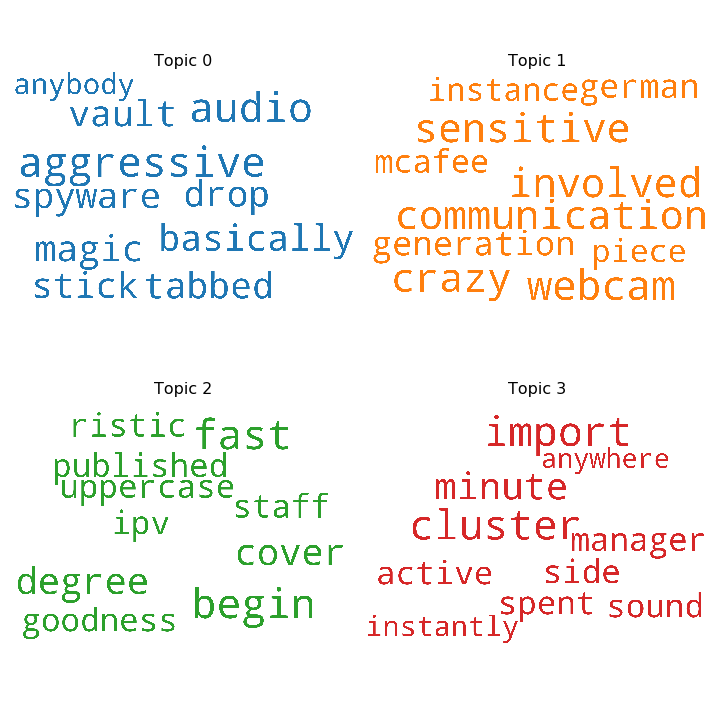 Topic 0
anybody
vault audio
aggressive
spyware drop
magic basically
stick tabbed
Topic 1
instance german
sensitive
mcafee
involved
communication
generation piece
crazy webcam
Topic 2
ristic fast
published
uppercase
staff
ipv
cover
degree
begin
goodness
Topic 3
import
anywhere
minute
cluster
manager
active side
spent sound
instantly